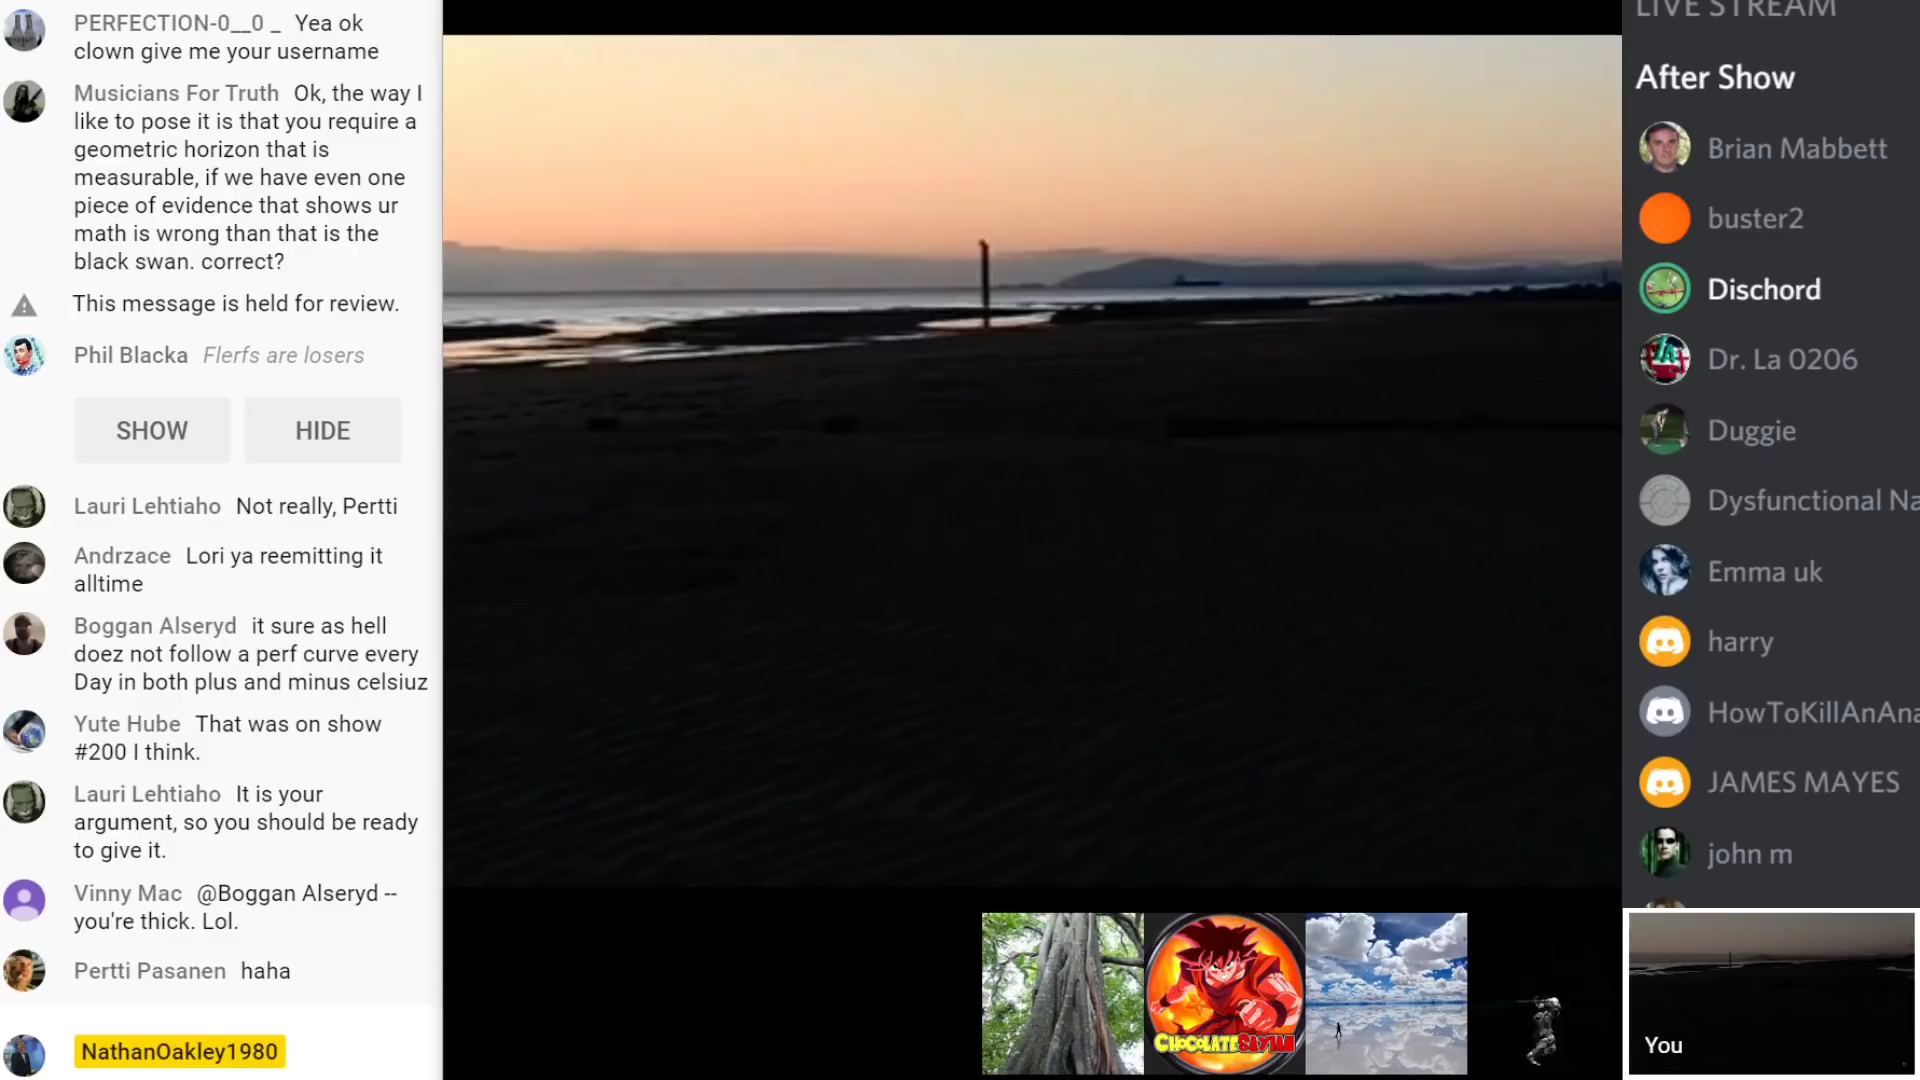 PERFECTION-0__0 _ Yea ok
clown give me your username
Musicians For Truth Ok, the way I
like to pose it is that you require a
geometric horizon that is
measurable, if we have even one
piece of evidence that shows ur
math is wrong than that is the
black swan. correct?
This message is held for review.
Phil Blacka Flerfs are losers
SHOW HIDE
Lauri Lehtiaho Not really, Pertti
Andrzace Lori ya reemitting it
alltime
Boggan Alseryd it sure as hell
doez not follow a perf curve every
Day in both plus and minus celsiuz
Yute Hube That was on show
#200 I think.
Lauri Lehtiaho It is your
argument, so you should be ready
to give it.
Vinny Mac @Boggan Alseryd --
you're thick. Lol.
Pertti Pasanen haha
NathanOakley1980
CHOCOLATESAYIAN
LIVE STREAM
After Show
Brian Mabbett
buster2
Dischord
Dr. La 0206
Duggie
Dysfunctional Na
Emma uk
harry
HowToKillAnAna
JAMES MAYES
john m
You